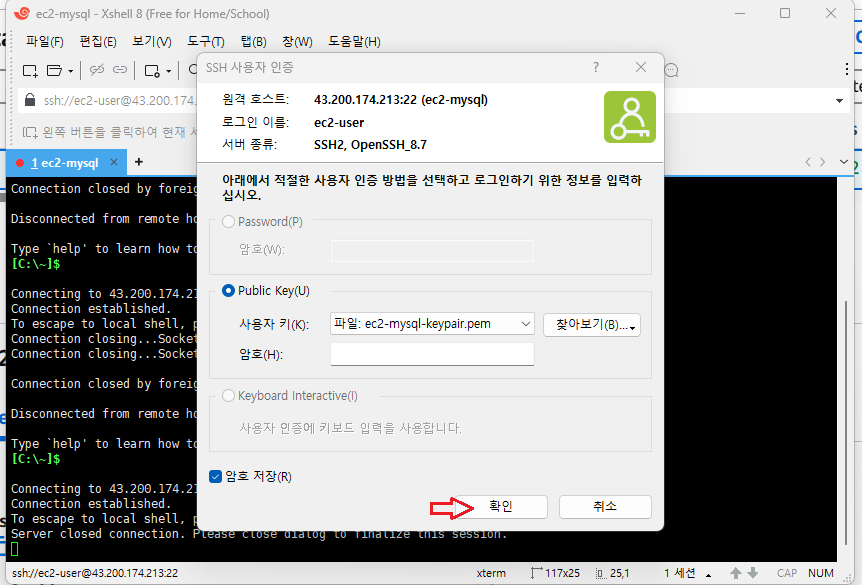 ec2-mysql - Xshell 8 (Free for Home/School)
파일(F) 편집(E) 보기(V) 도구(T) 탭(B) 창(W) 도움말(H)
ssh://ec2-user@43.200.174.
왼쪽 버튼을 클릭하여 현재
1 ec2-mysql
SSH 사용자 인증
원격 호스트: 43.200.174.213:22 (ec2-mysql)
로그인 이름: ec2-user
서버 종류: SSH2, OpenSSH_8.7
아래에서 적절한 사용자 인증 방법을 선택하고 로그인하기 위한 정보를 입력하
십시오.
Password(P)
암호(W):
Public Key(U)
사용자 키(K): 파일: ec2-mysql-keypair.pem 찾아보기(B)...
암호(H):
Keyboard Interactive(I)
사용자 인증에 키보드 입력을 사용합니다.
암호 저장(R)
확인 취소
Connection closed by foreig
Disconnected from remote ho
Type `help' to learn how to
[C:\~]$
Connecting to 43.200.174.21
Connection established.
To escape to local shell, p
Connection closing...Socket
Connection closing...Socket
Connection closed by foreig
Disconnected from remote ho
Type `help' to learn how to
[C:\~]$
Connecting to 43.200.174.21
Connection established.
To escape to local shell, p
Server closed connection. Please close dialog to finalize this session.
ssh://ec2-user@43.200.174.213:22 xterm 117x25 25,1 1 세션 CAP NUM